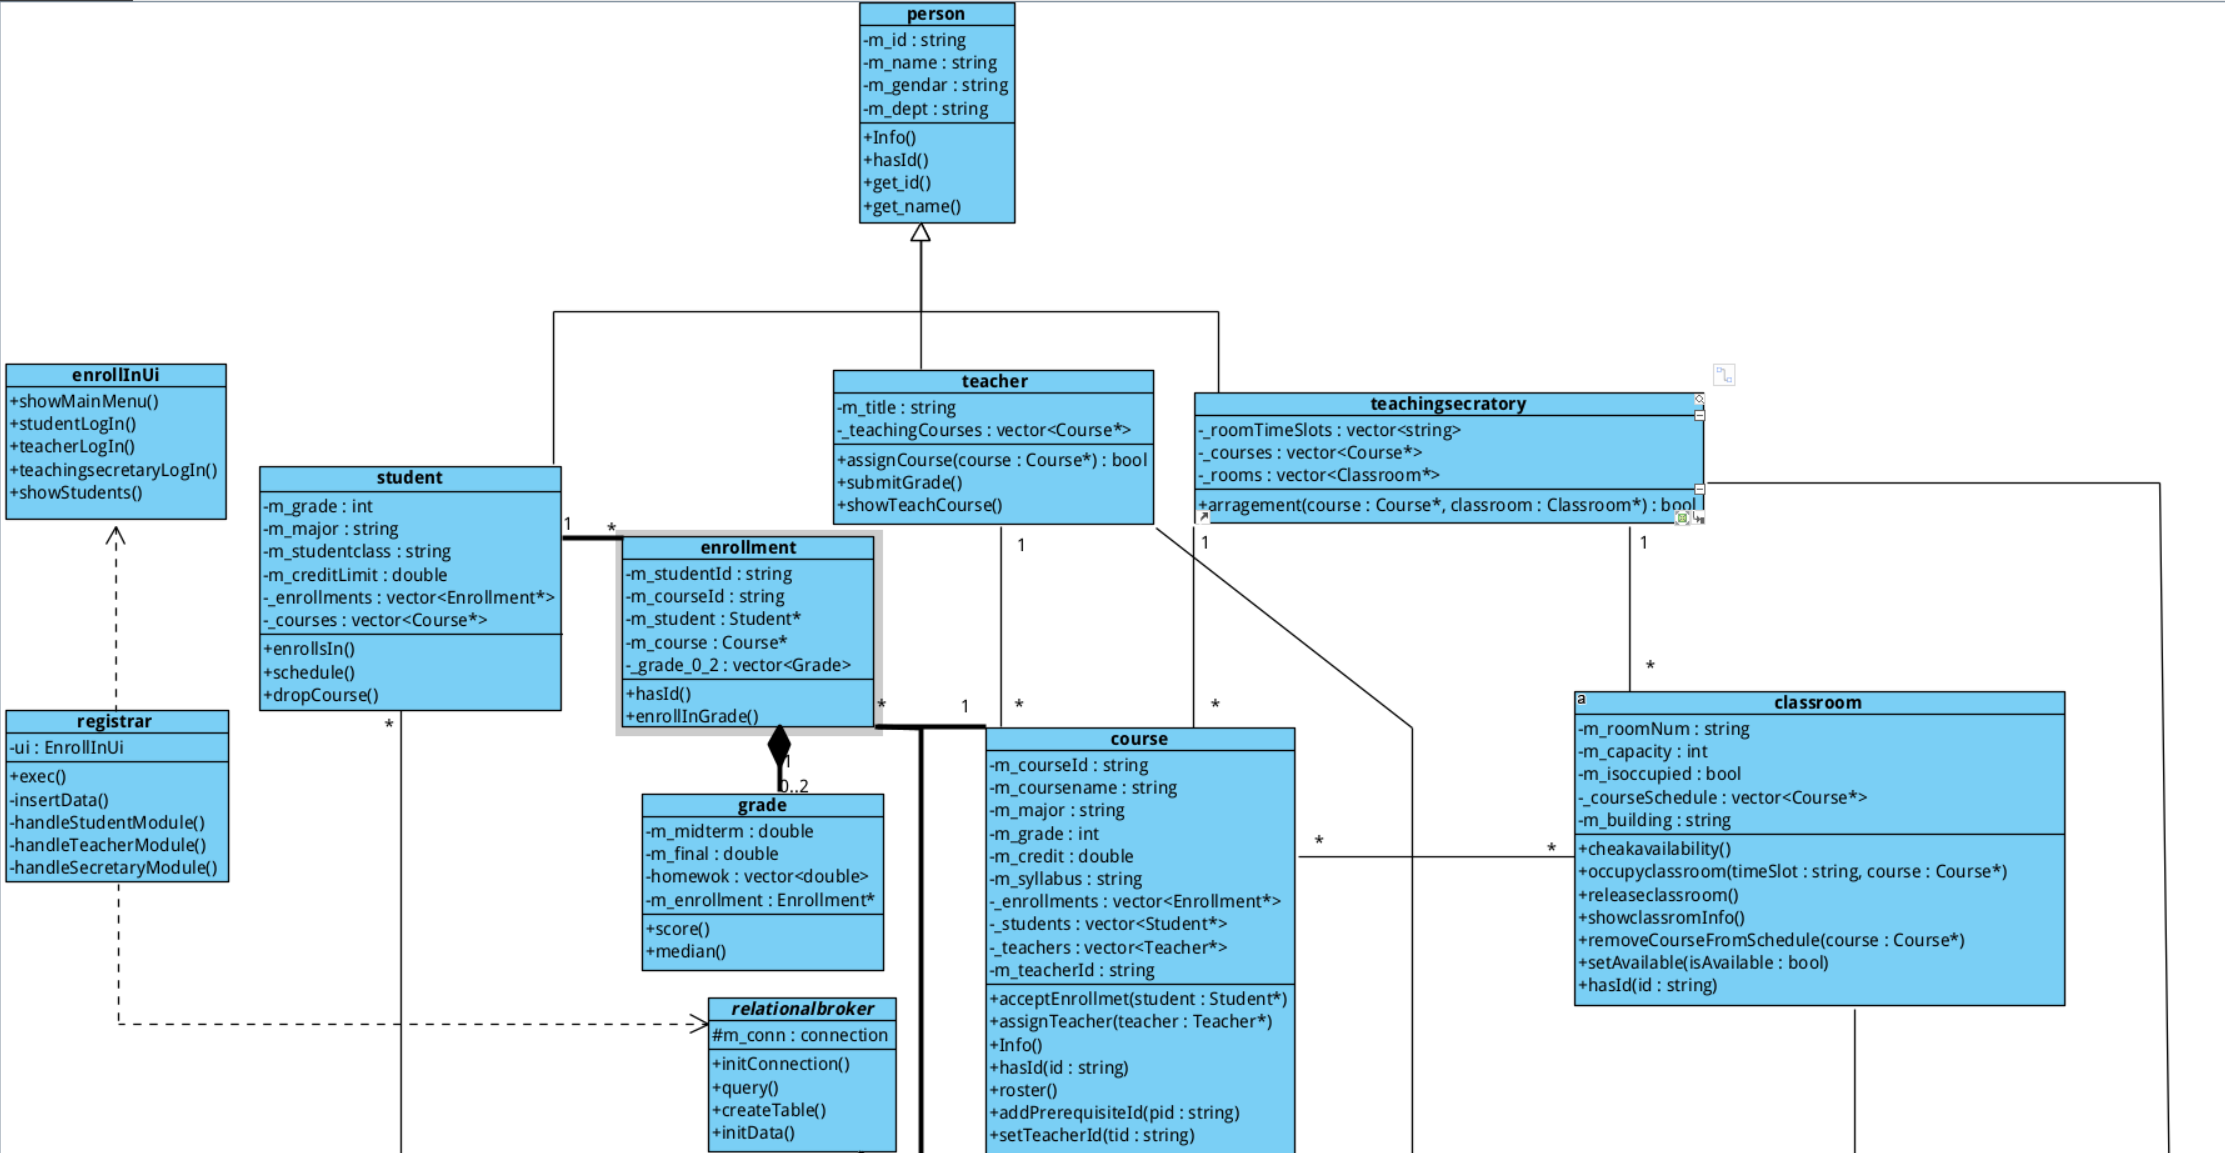 person
-m_id : string
-m_name : string
-m_gendar : string
-m_dept : string
+Info()
+hasId()
+get_id()
+get_name()
enrollInUi
+showMainMenu()
+studentLogIn()
+teacherLogIn()
+teachingsecretaryLogIn()
+showStudents()
teacher
-m_title : string
-_teachingCourses : vector<Course*>
+assignCourse(course : Course*) : bool
+submitGrade()
+showTeachCourse()
teachingsecratory
-_roomTimeSlots : vector<string>
-_courses : vector<Course*>
-_rooms : vector<Classroom*>
+arragement(course : Course*, classroom : Classroom*) : bool
student
-m_grade : int
-m_major : string
-m_studentclass : string
-m_creditLimit : double
-_enrollments : vector<Enrollment*>
-_courses : vector<Course*>
+enrollsIn()
+schedule()
+dropCourse()
1
*
enrollment
-m_studentId : string
-m_courseId : string
-m_student : Student*
-m_course : Course*
-_grade_0_2 : vector<Grade>
+hasId()
+enrollInGrade()
1
1
1
*
*
1
*
*
*
registrar
-ui : EnrollInUi
+exec()
-insertData()
-handleStudentModule()
-handleTeacherModule()
-handleSecretaryModule()
*
1
0..2
grade
-m_midterm : double
-m_final : double
-homewok : vector<double>
-m_enrollment : Enrollment*
+score()
+median()
course
-m_courseId : string
-m_coursename : string
-m_major : string
-m_grade : int
-m_credit : double
-m_syllabus : string
-_enrollments : vector<Enrollment*>
-_students : vector<Student*>
-_teachers : vector<Teacher*>
-m_teacherId : string
+acceptEnrollmet(student : Student*)
+assignTeacher(teacher : Teacher*)
+Info()
+hasId(id : string)
+roster()
+addPrerequisiteId(pid : string)
+setTeacherId(tid : string)
*
a
classroom
-m_roomNum : string
-m_capacity : int
-m_isoccupied : bool
-_courseSchedule : vector<Course*>
-m_building : string
+cheakavailability()
+occupyclassroom(timeSlot : string, course : Course*)
+releaseclassroom()
+showclassromInfo()
+removeCourseFromSchedule(course : Course*)
+setAvailable(isAvailable : bool)
+hasId(id : string)
relationalbroker
#m_conn : connection
+initConnection()
+query()
+createTable()
+initData()